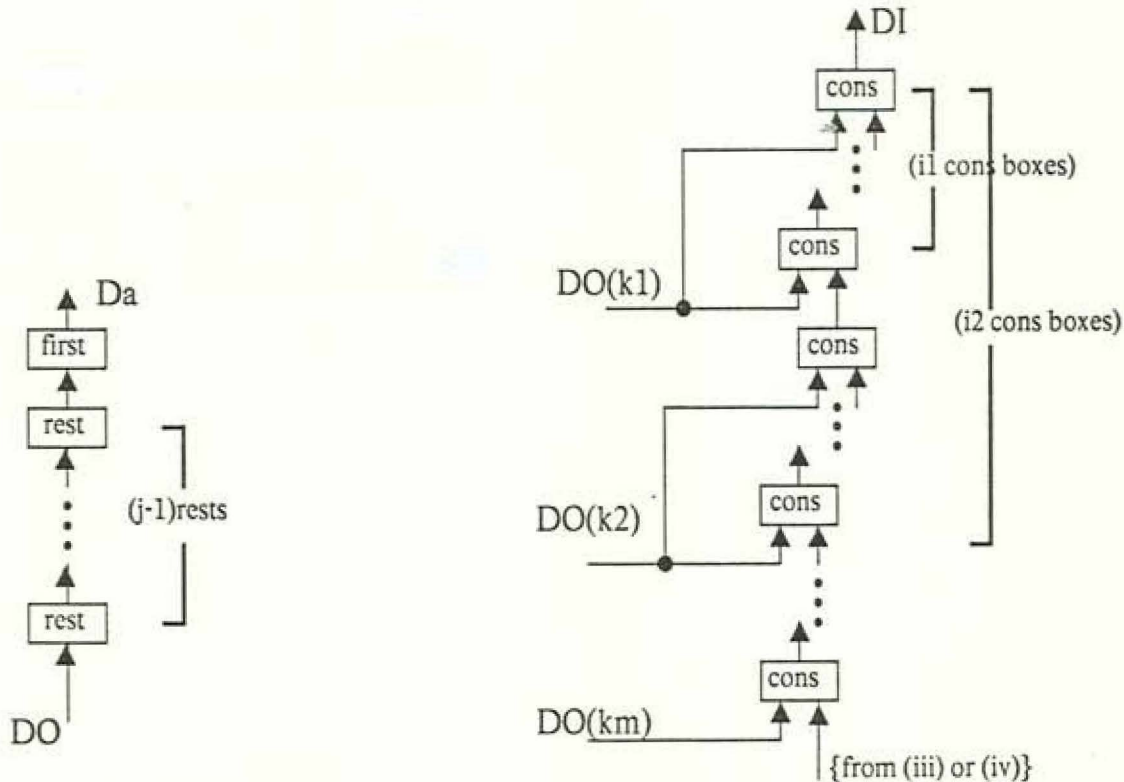 DI
cons
(i1 cons boxes)
cons
DO(k1)
Da
first
cons
(i2 cons boxes)
rest
(j-1)rests
cons
DO(k2)
rest
cons
DO(km)
DO
{from (iii) or (iv)}